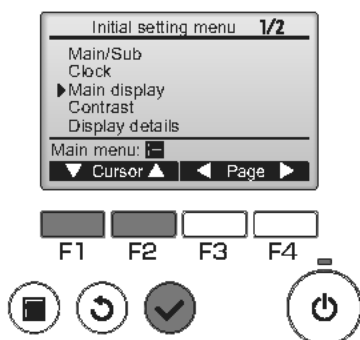 Initial setting menu 1/2
Main/Sub
Clock
Main display
Contrast
Display details
Main menu:
Cursor Page
F1 F2 F3 F4